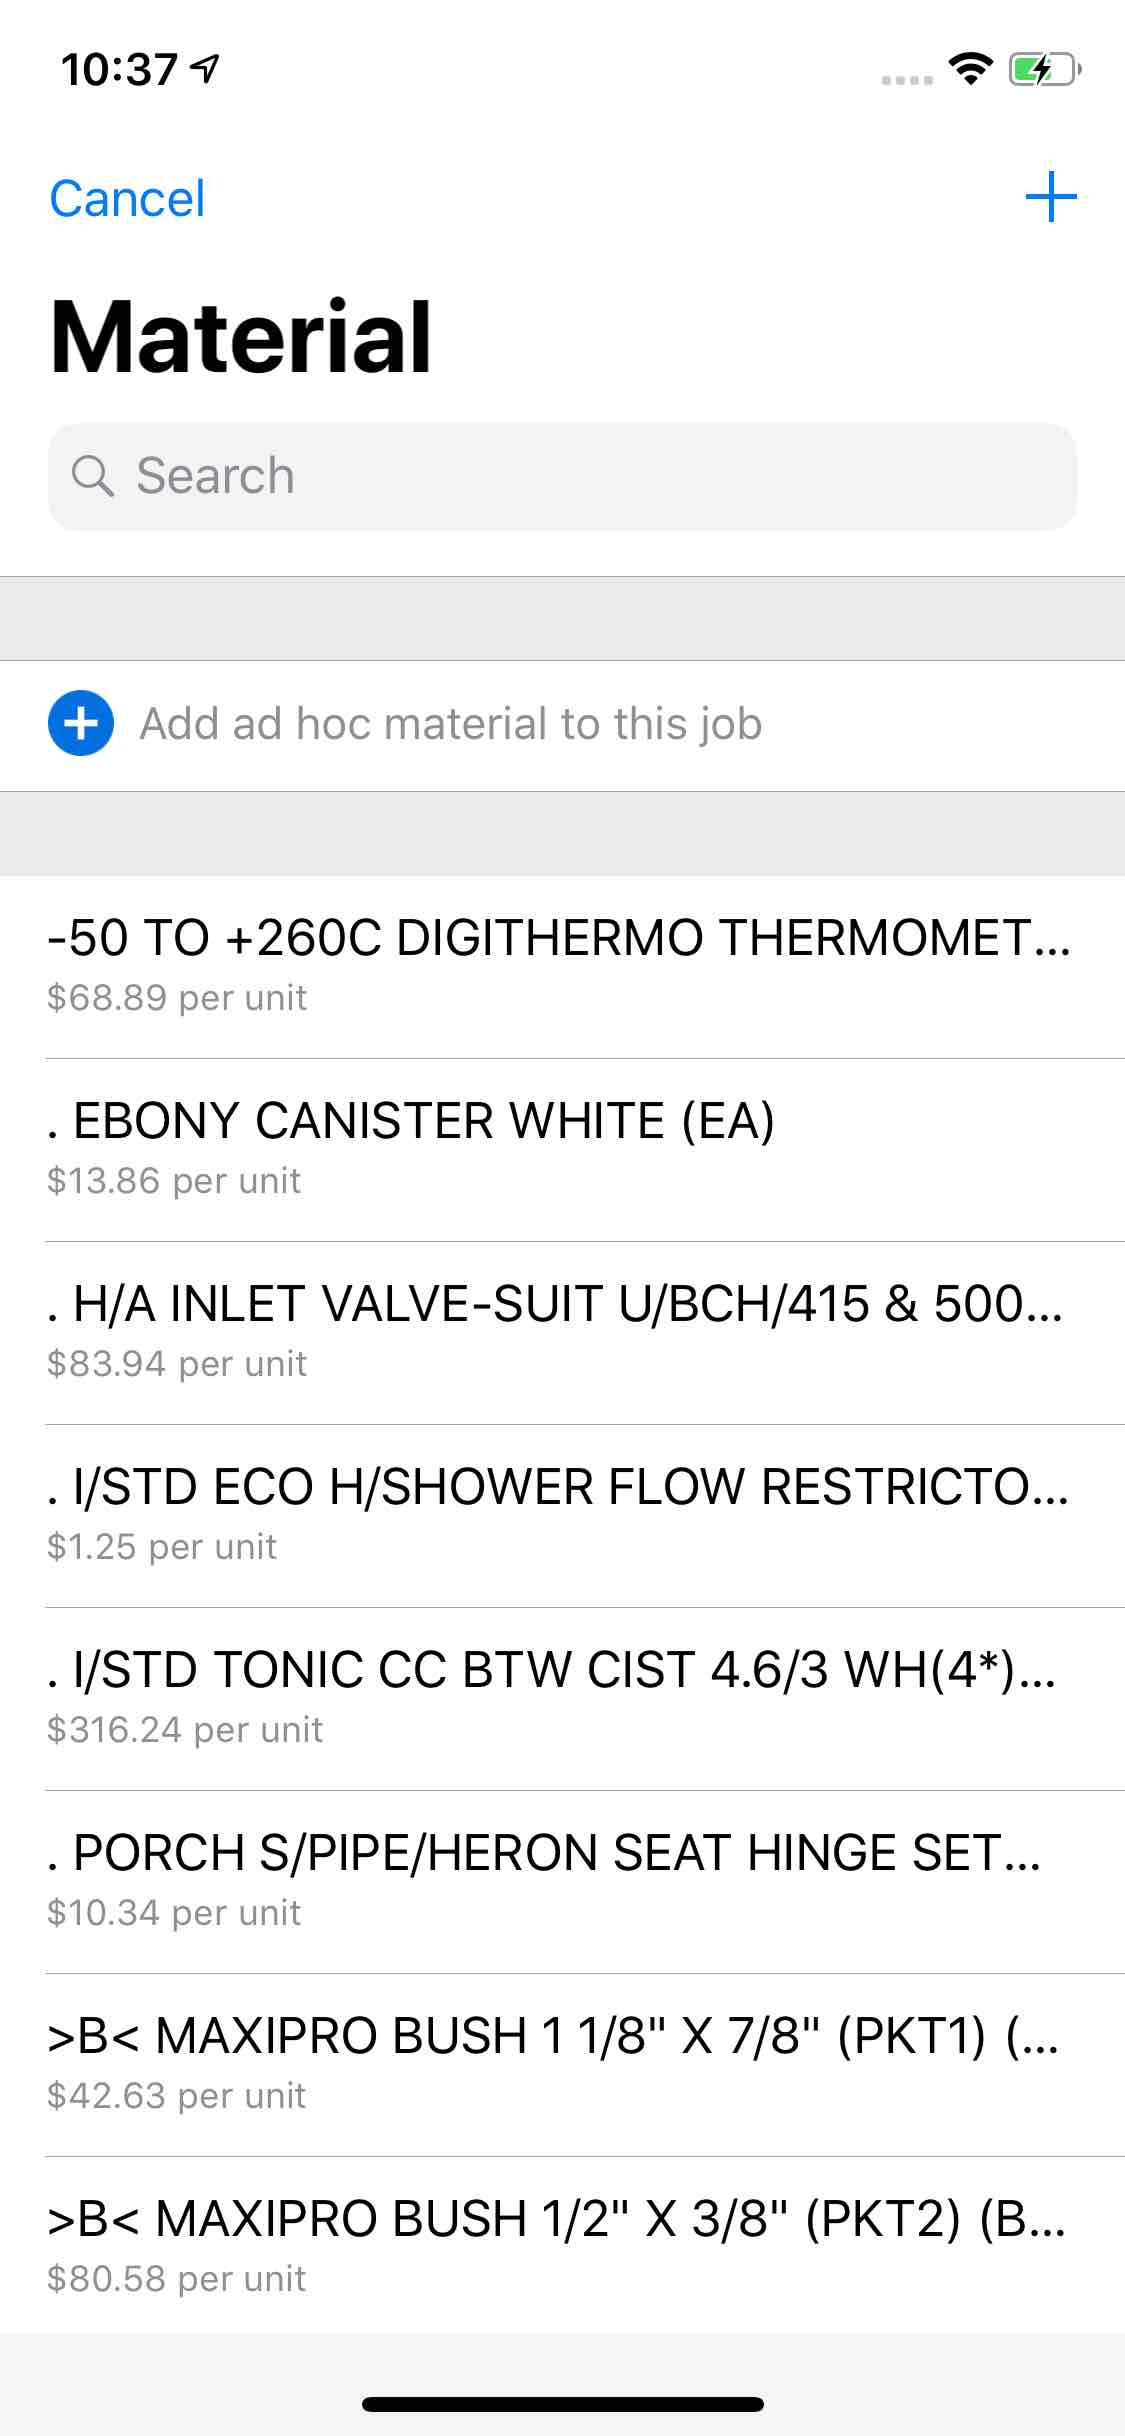 10:37
Cancel
Material
Search
Add ad hoc material to this job
-50 TO +260C DIGITHERMO THERMOMET...
$68.89 per unit
. EBONY CANISTER WHITE (EA)
$13.86 per unit
. H/A INLET VALVE-SUIT U/BCH/415 & 500...
$83.94 per unit
. I/STD ECO H/SHOWER FLOW RESTRICTO...
$1.25 per unit
. I/STD TONIC CC BTW CIST 4.6/3 WH(4*)...
$316.24 per unit
. PORCH S/PIPE/HERON SEAT HINGE SET...
$10.34 per unit
>B< MAXIPRO BUSH 1 1/8" X 7/8" (PKT1) (...
$42.63 per unit
>B< MAXIPRO BUSH 1/2" X 3/8" (PKT2) (B...
$80.58 per unit